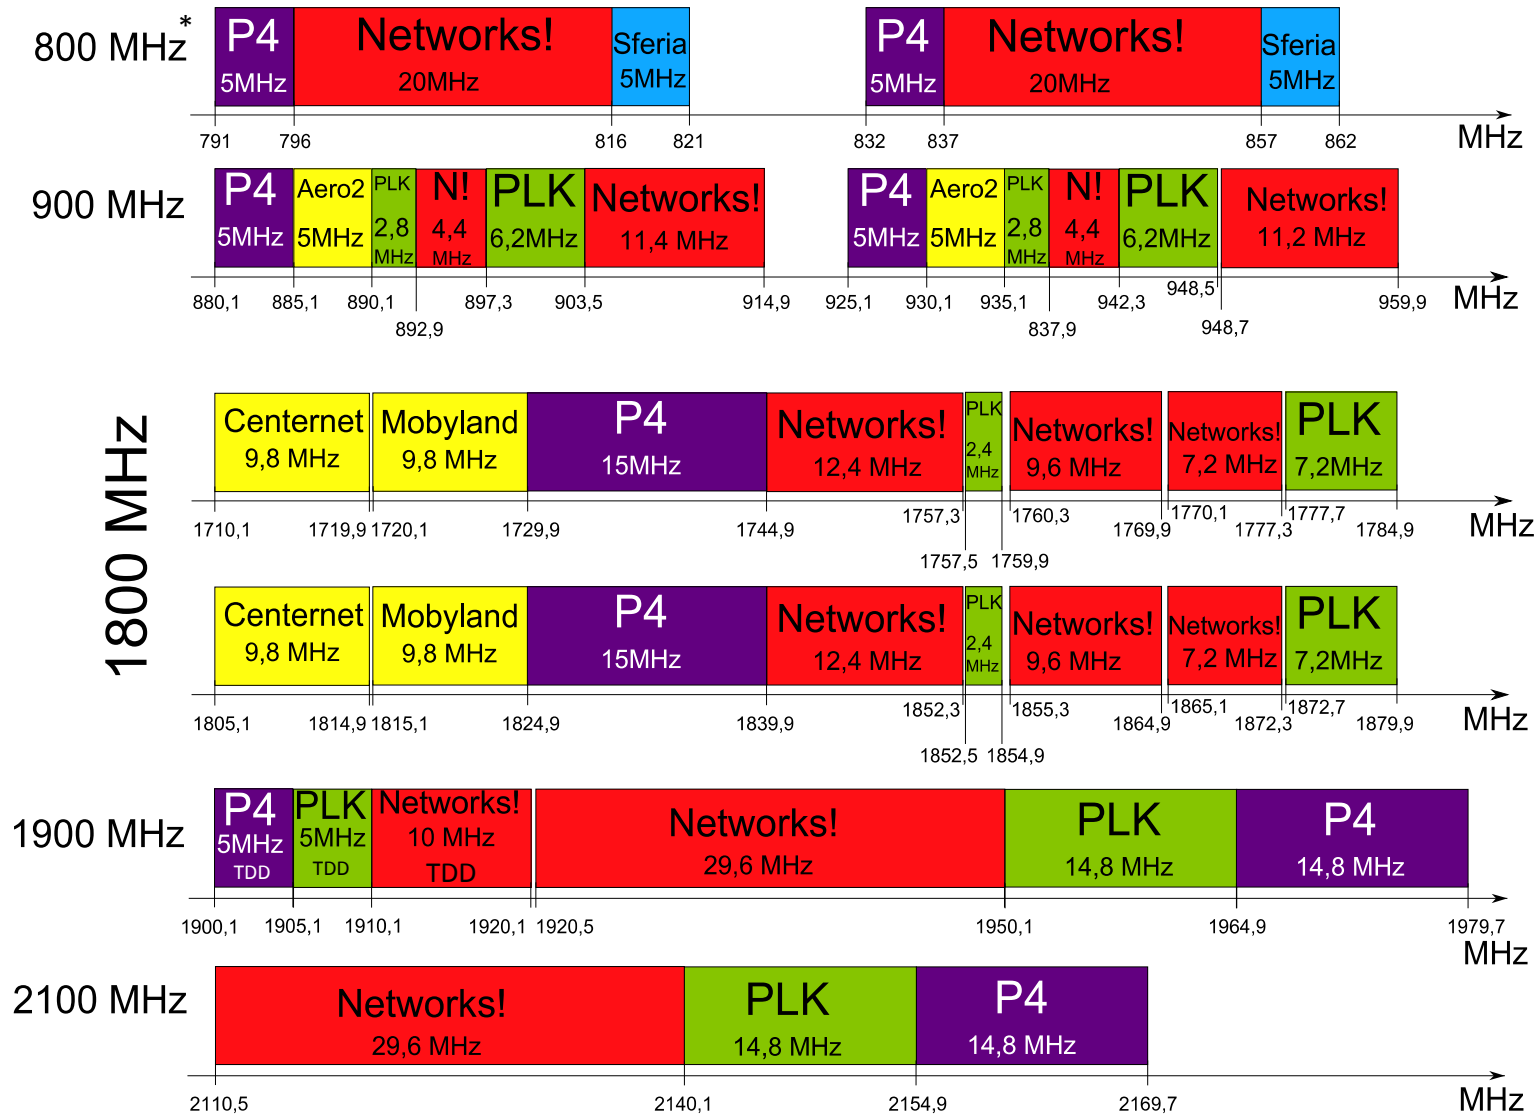 800 MHz*
P4
5MHz
Networks!
20MHz
Sferia
5MHz
P4
5MHz
Networks!
20MHz
Sferia
5MHz
791 796 816 821 832 837 857 862
MHz
900 MHz
P4
5MHz
Aero2
5MHz
PLK
2,8
MHz
N!
4,4
MHz
PLK
6,2MHz
Networks!
11,4 MHz
P4
5MHz
Aero2
5MHz
PLK
2,8
MHz
N!
4,4
MHz
PLK
6,2MHz
Networks!
11,2 MHz
880,1 885,1 890,1 892,9 897,3 903,5 914,9 925,1 930,1 935,1 837,9 942,3 948,5 948,7 959,9
MHz
1800 MHz
Centernet
9,8 MHz
Mobyland
9,8 MHz
P4
15MHz
Networks!
12,4 MHz
PLK
2,4
MHz
Networks!
9,6 MHz
Networks!
7,2 MHz
PLK
7,2MHz
1710,1 1719,9 1720,1 1729,9 1744,9 1757,3 1757,5 1759,9 1760,3 1769,9 1770,1 1777,3 1777,7 1784,9
MHz
Centernet
9,8 MHz
Mobyland
9,8 MHz
P4
15MHz
Networks!
12,4 MHz
PLK
2,4
MHz
Networks!
9,6 MHz
Networks!
7,2 MHz
PLK
7,2MHz
1805,1 1814,9 1815,1 1824,9 1839,9 1852,3 1852,5 1854,9 1855,3 1864,9 1865,1 1872,3 1872,7 1879,9
MHz
1900 MHz
P4
5MHz
TDD
PLK
5MHz
TDD
Networks!
10 MHz
TDD
Networks!
29,6 MHz
PLK
14,8 MHz
P4
14,8 MHz
1900,1 1905,1 1910,1 1920,1 1920,5 1950,1 1964,9 1979,7
MHz
2100 MHz
Networks!
29,6 MHz
PLK
14,8 MHz
P4
14,8 MHz
2110,5 2140,1 2154,9 2169,7
MHz